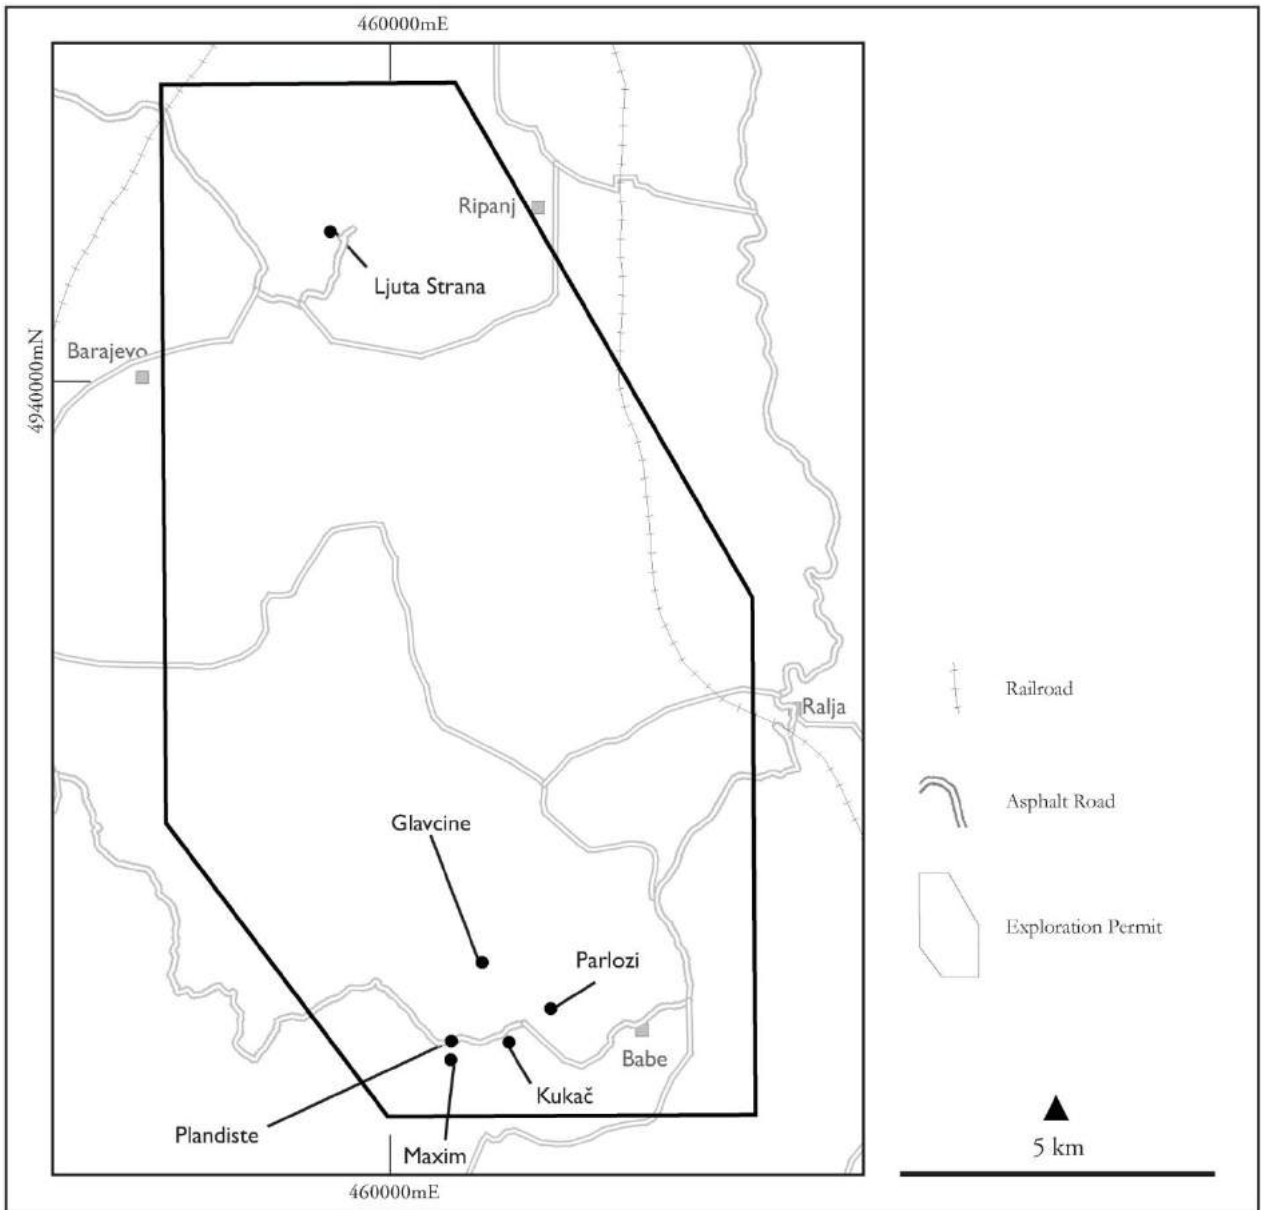 460000mE
Ripanj
Ljuta Strana
4940000mN
Barajevo
Railroad
Ralja
Asphalt Road
Glavcine
Exploration Permit
Parlozi
Babe
Kukač
Plandiste
Maxim
5 km
460000mE